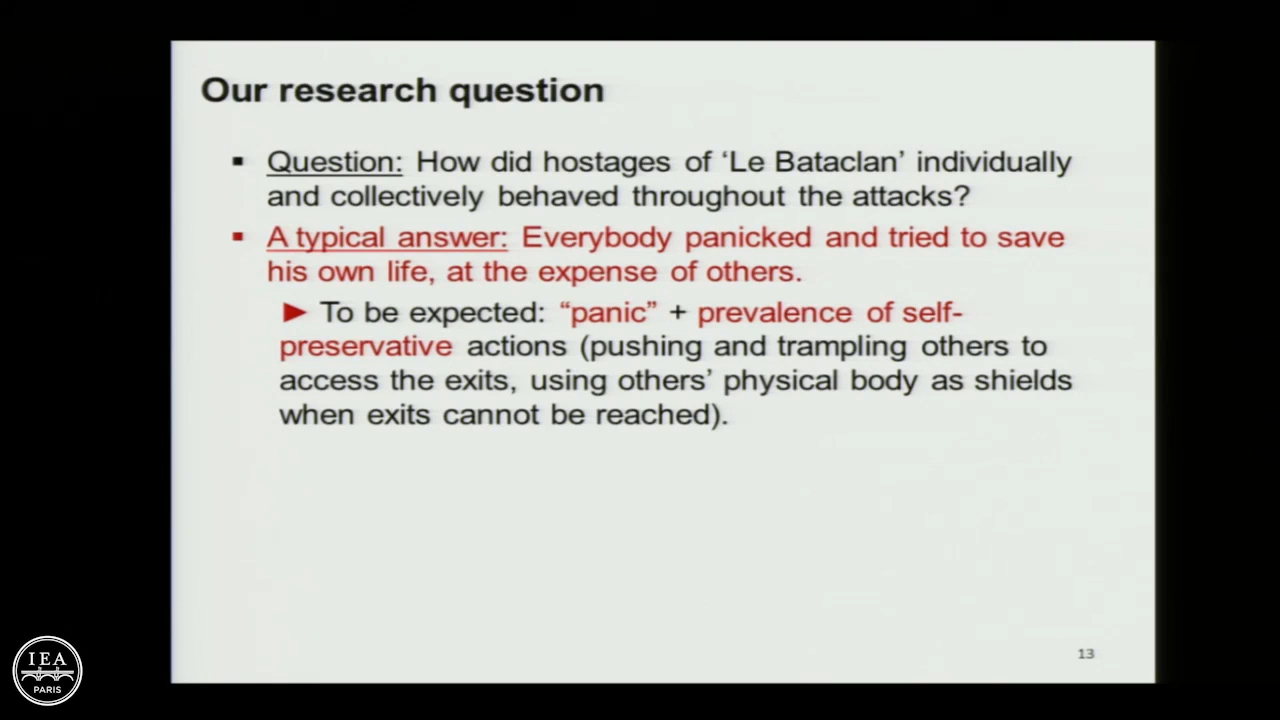 Our research question
▪ Question: How did hostages of ‘Le Bataclan’ individually
and collectively behaved throughout the attacks?
▪ A typical answer: Everybody panicked and tried to save
his own life, at the expense of others.
► To be expected: “panic” + prevalence of self-
preservative actions (pushing and trampling others to
access the exits, using others’ physical body as shields
when exits cannot be reached).
13
IEA
PARIS